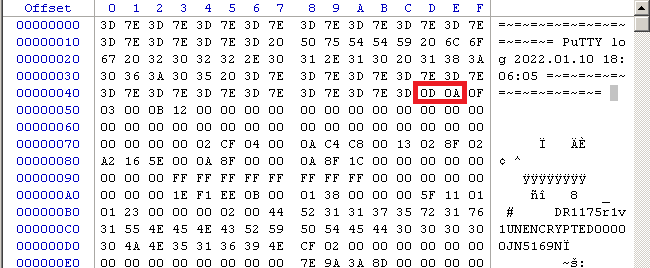 Offset 0 1 2 3 4 5 6 7 8 9 A B C D E F
00000000 3D 7E 3D 7E 3D 7E 3D 7E 3D 7E 3D 7E 3D 7E 3D 7E =~=~=~=~=~=~=~=~
00000010 3D 7E 3D 7E 3D 7E 3D 20 50 75 54 54 59 20 6C 6F =~=~=~= PuTTY lo
00000020 67 20 32 30 32 32 2E 30 31 2E 31 30 20 31 38 3A g 2022.01.10 18:
00000030 30 36 3A 30 35 20 3D 7E 3D 7E 3D 7E 3D 7E 3D 7E 06:05 =~=~=~=~=~
00000040 3D 7E 3D 7E 3D 7E 3D 7E 3D 7E 3D 7E 3D 0D 0A 0F =~=~=~=~=~=~=
00000050 03 00 0B 12 00 00 00 00 00 00 00 00 00 00 00 00
00000060 00 00 00 00 00 00 00 00 00 00 00 00 00 00 00 00
00000070 00 00 00 00 02 CF 04 00 0A C4 C8 00 13 02 8F 02 Ï ÄÈ
00000080 A2 16 5E 00 0A 8F 00 00 0A 8F 1C 00 00 00 00 00 ¢ ^
00000090 00 00 00 00 FF FF FF FF FF FF FF FF 00 00 00 00 ÿÿÿÿÿÿÿÿ
000000A0 00 00 00 1E F1 EE 0B 00 01 38 00 00 00 5F 11 01 ñî 8 _
000000B0 01 23 00 00 00 02 00 44 52 31 31 37 35 72 31 76 # DR1175r1v
000000C0 31 55 4E 45 4E 43 52 59 50 54 45 44 30 30 30 30 1UNENCRYPTED0000
000000D0 30 4A 4E 35 31 36 39 4E CF 02 00 00 00 00 00 00 0JN5169NÏ
000000E0 00 00 00 00 00 00 00 00 7E 9A 3A 8D 00 00 00 00 ~š: